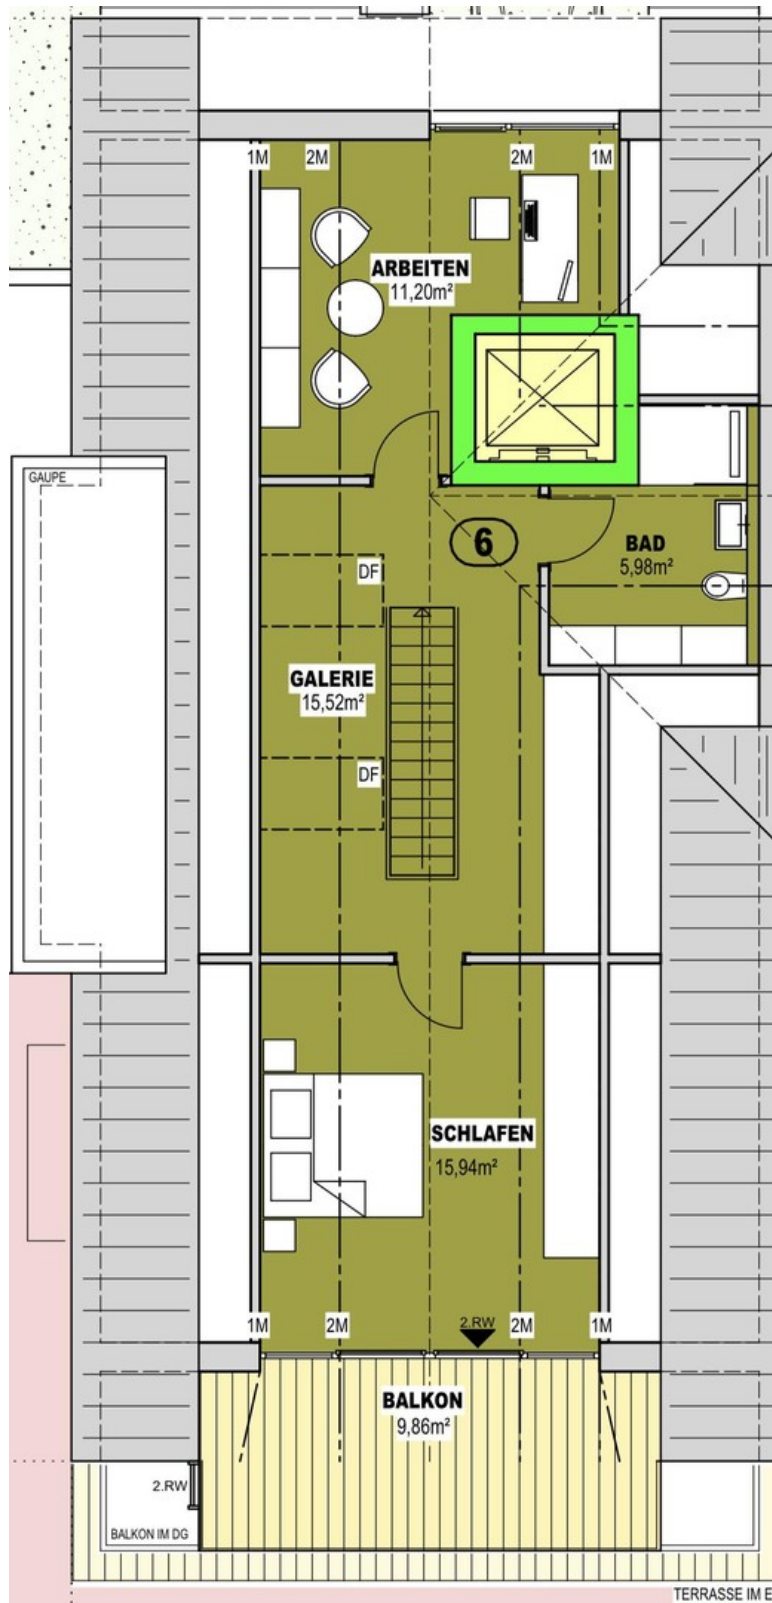 1M
2M
2M
1M
ARBEITEN
11,20m²
GAUPE
6
BAD
5,98m²
DF
GALERIE
15,52m²
DF
SCHLAFEN
15,94m²
1M
2M
2.RW
2M
1M
BALKON
9,86m²
2.RW
BALKON IM DG
TERRASSE IM E